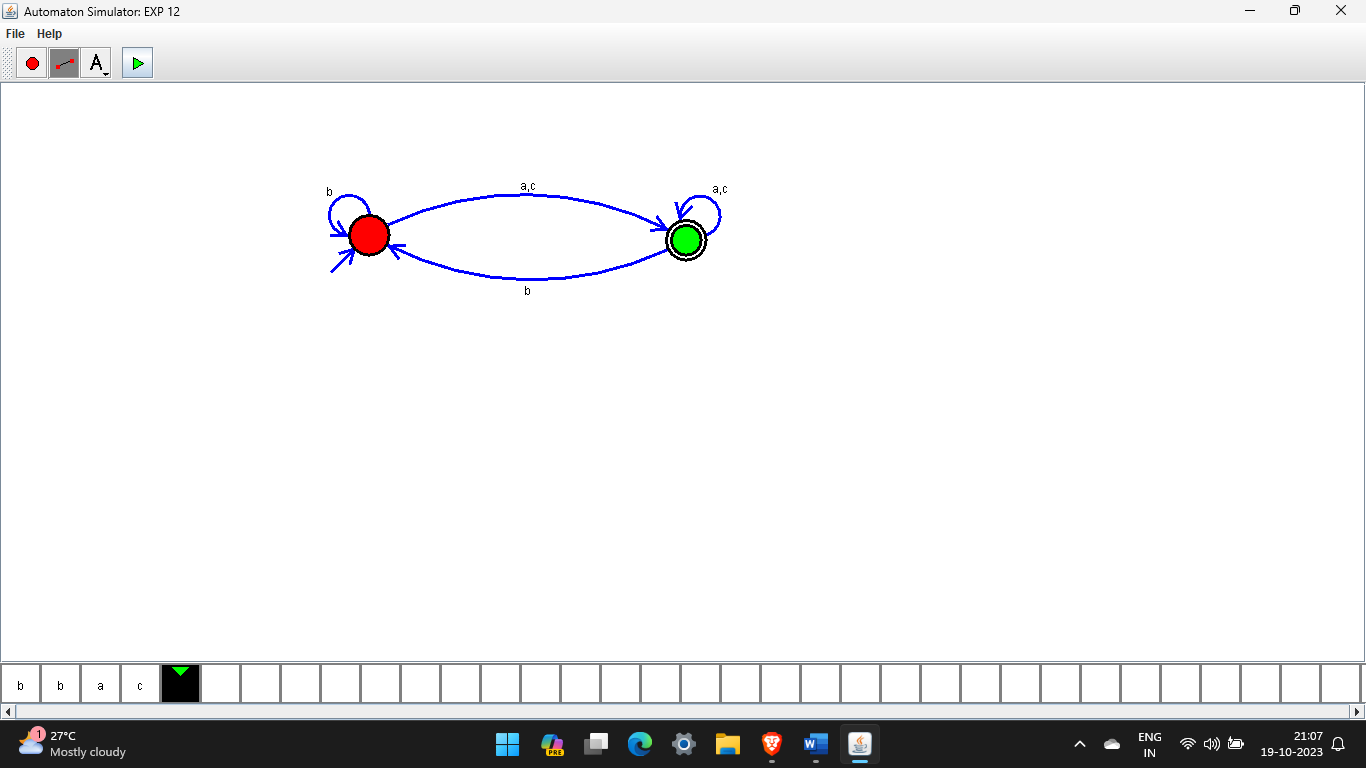 Automaton Simulator: EXP 12
File Help
A
b
a,c
a,c
b
b b a c
1
27°C
Mostly cloudy
PRE
W
ENG
IN
21:07
19-10-2023